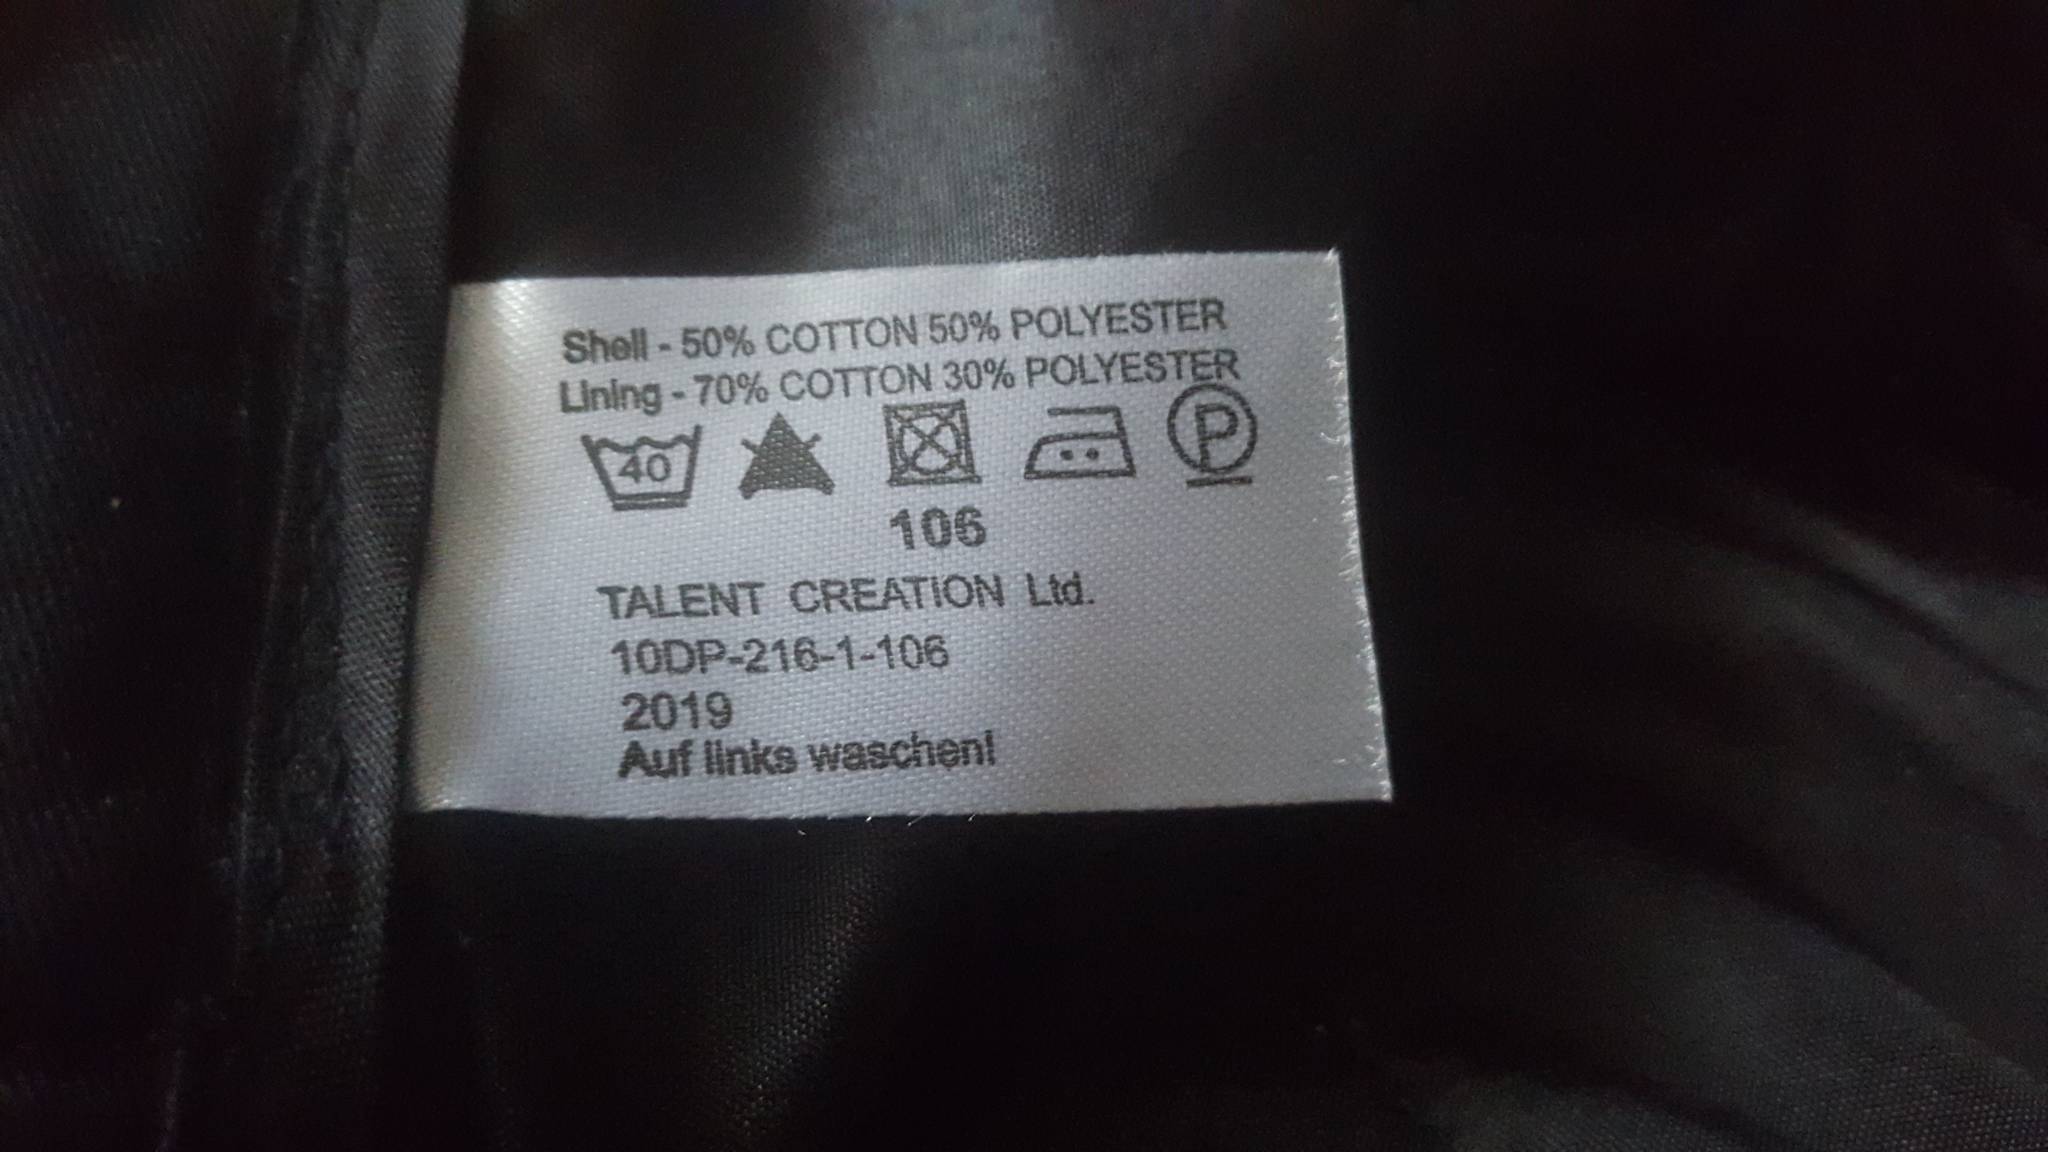 Shell - 50% COTTON 50% POLYESTER
Lining - 70% COTTON 30% POLYESTER
40 P
106
TALENT CREATION Ltd.
10DP-216-1-106
2019
Auf links waschen!